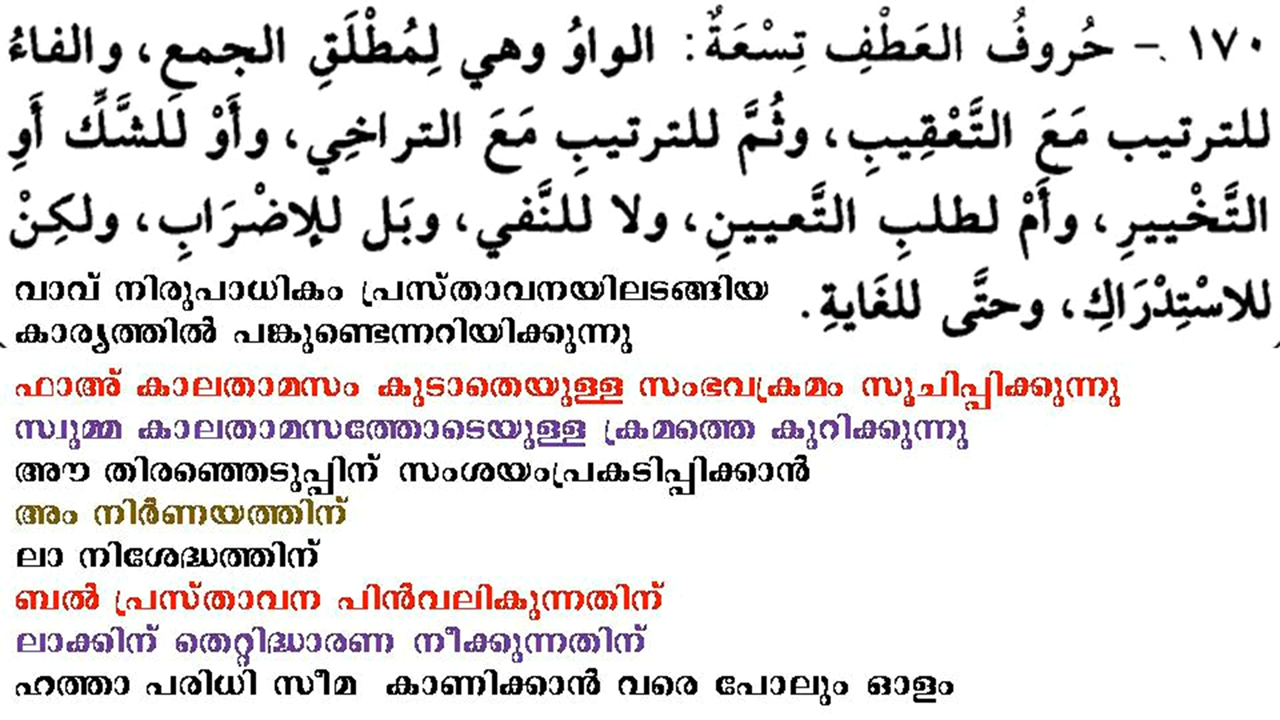 ١٧٠ - حُروفُ العَطْفِ تِسْعَةٌ: الواوُ وهي لِمُطْلَقِ الجمع، والفاءُ
للترتيب مَعَ التَّعْقِيبِ، وثُمَّ للترتيبِ مَعَ التراخِي، وأَوْ لَلشَّكِّ أَوِ
التَّخْييرِ، وأَمْ لطلبِ التَّعيينِ، ولا للنَّفي، وبَل للإضْرَابِ، ولكِنْ
للاسْتِدْرَاكِ، وحتَّى للغَايةِ.
വാവ് നിരുപാധികം പ്രസ്താവനയിലടങ്ങിയ
കാര്യത്തിൽ പങ്കുണ്ടെന്നറിയിക്കുന്നു
ഫാഅ് കാലതാമസം കൂടാതെയുള്ള സംഭവക്രമം സൂചിപ്പിക്കുന്നു
സ്വുമ്മ കാലതാമസത്തോടെയുള്ള ക്രമത്തെ കുറിക്കുന്നു
അൗ തിരഞ്ഞെടുപ്പിന് സംശയംപ്രകടിപ്പിക്കാൻ
അം നിർണയത്തിന്
ലാ നിശേദ്ധത്തിന്
ബൽ പ്രസ്താവന പിൻവലികുന്നതിന്
ലാക്കിന് തെറ്റിദ്ധാരണ നീക്കുന്നതിന്
ഹത്താ പരിധി സീമ കാണിക്കാൻ വരെ പോലും ഓളം